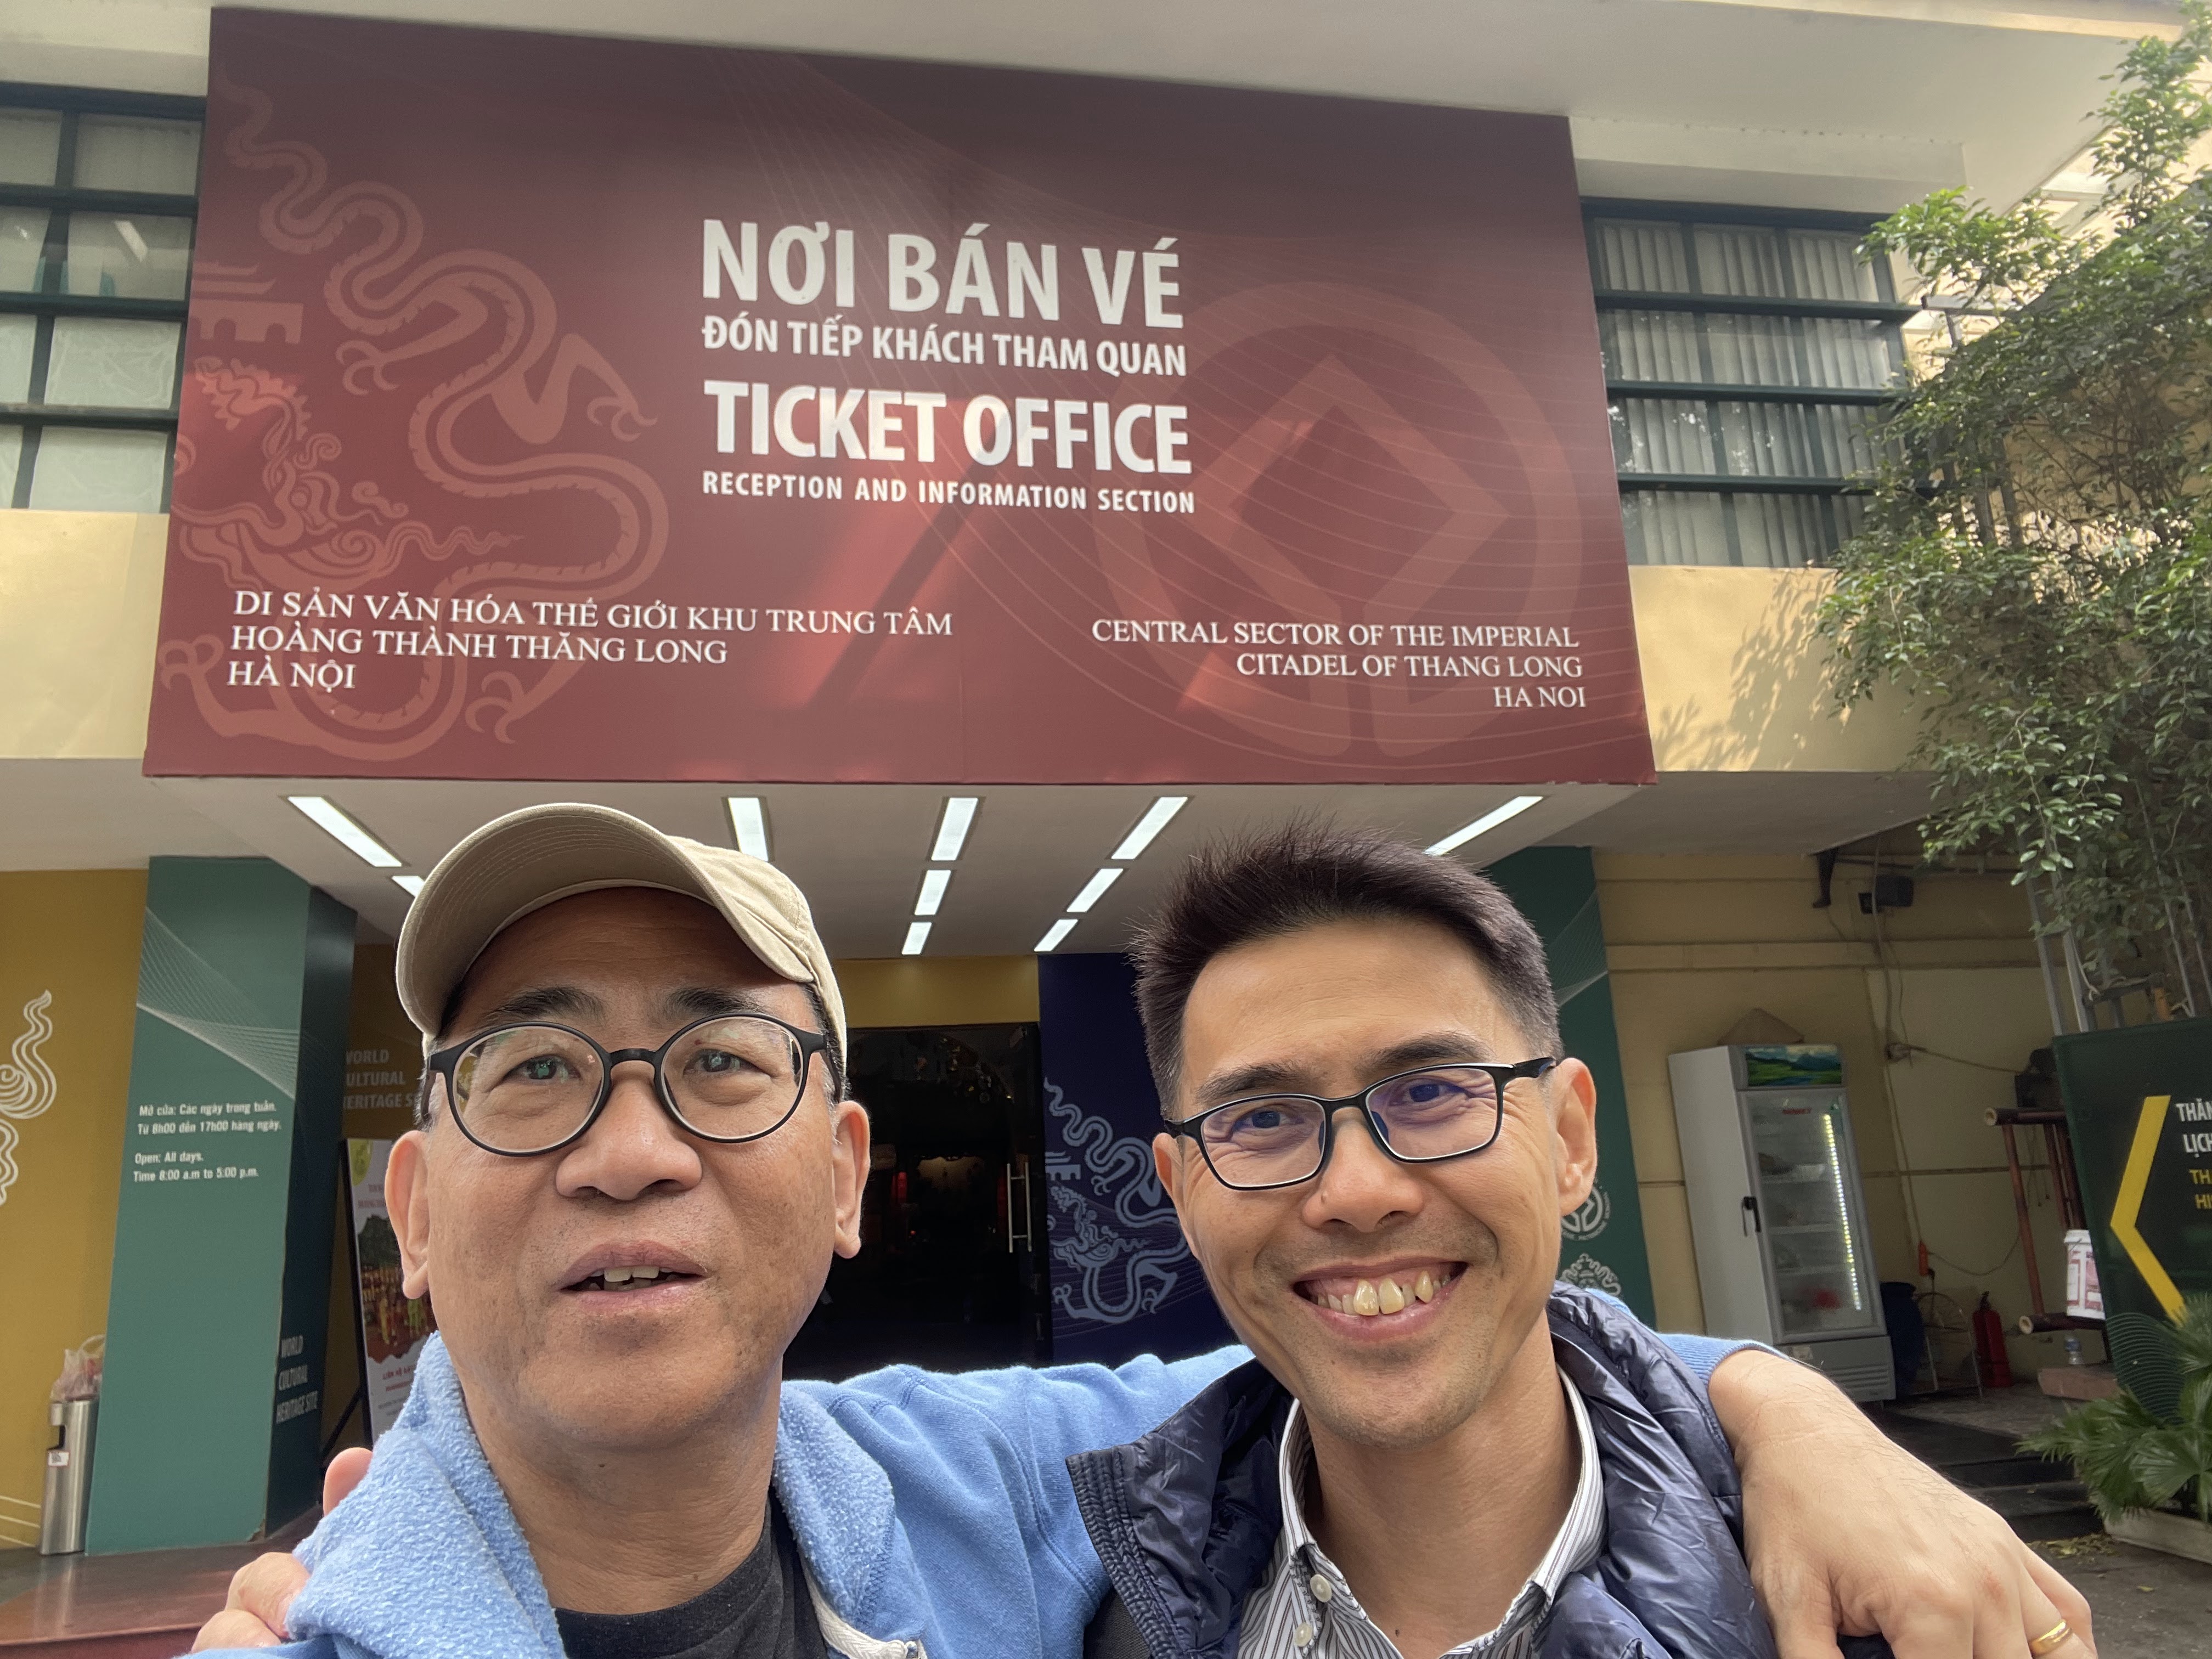 NƠI BÁN VÉ
ĐÓN TIẾP KHÁCH THAM QUAN
TICKET OFFICE
RECEPTION AND INFORMATION SECTION
DI SẢN VĂN HÓA THẾ GIỚI KHU TRUNG TÂM
HOÀNG THÀNH THĂNG LONG
HÀ NỘI
CENTRAL SECTOR OF THE IMPERIAL
CITADEL OF THANG LONG
HA NOI
Mở cửa: Các ngày trong tuần.
Từ 8h00 đến 17h00 hàng ngày.
Open: All days.
Time 8:00 a.m to 5:00 p.m.
WORLD
CULTURAL
HERITAGE SITE